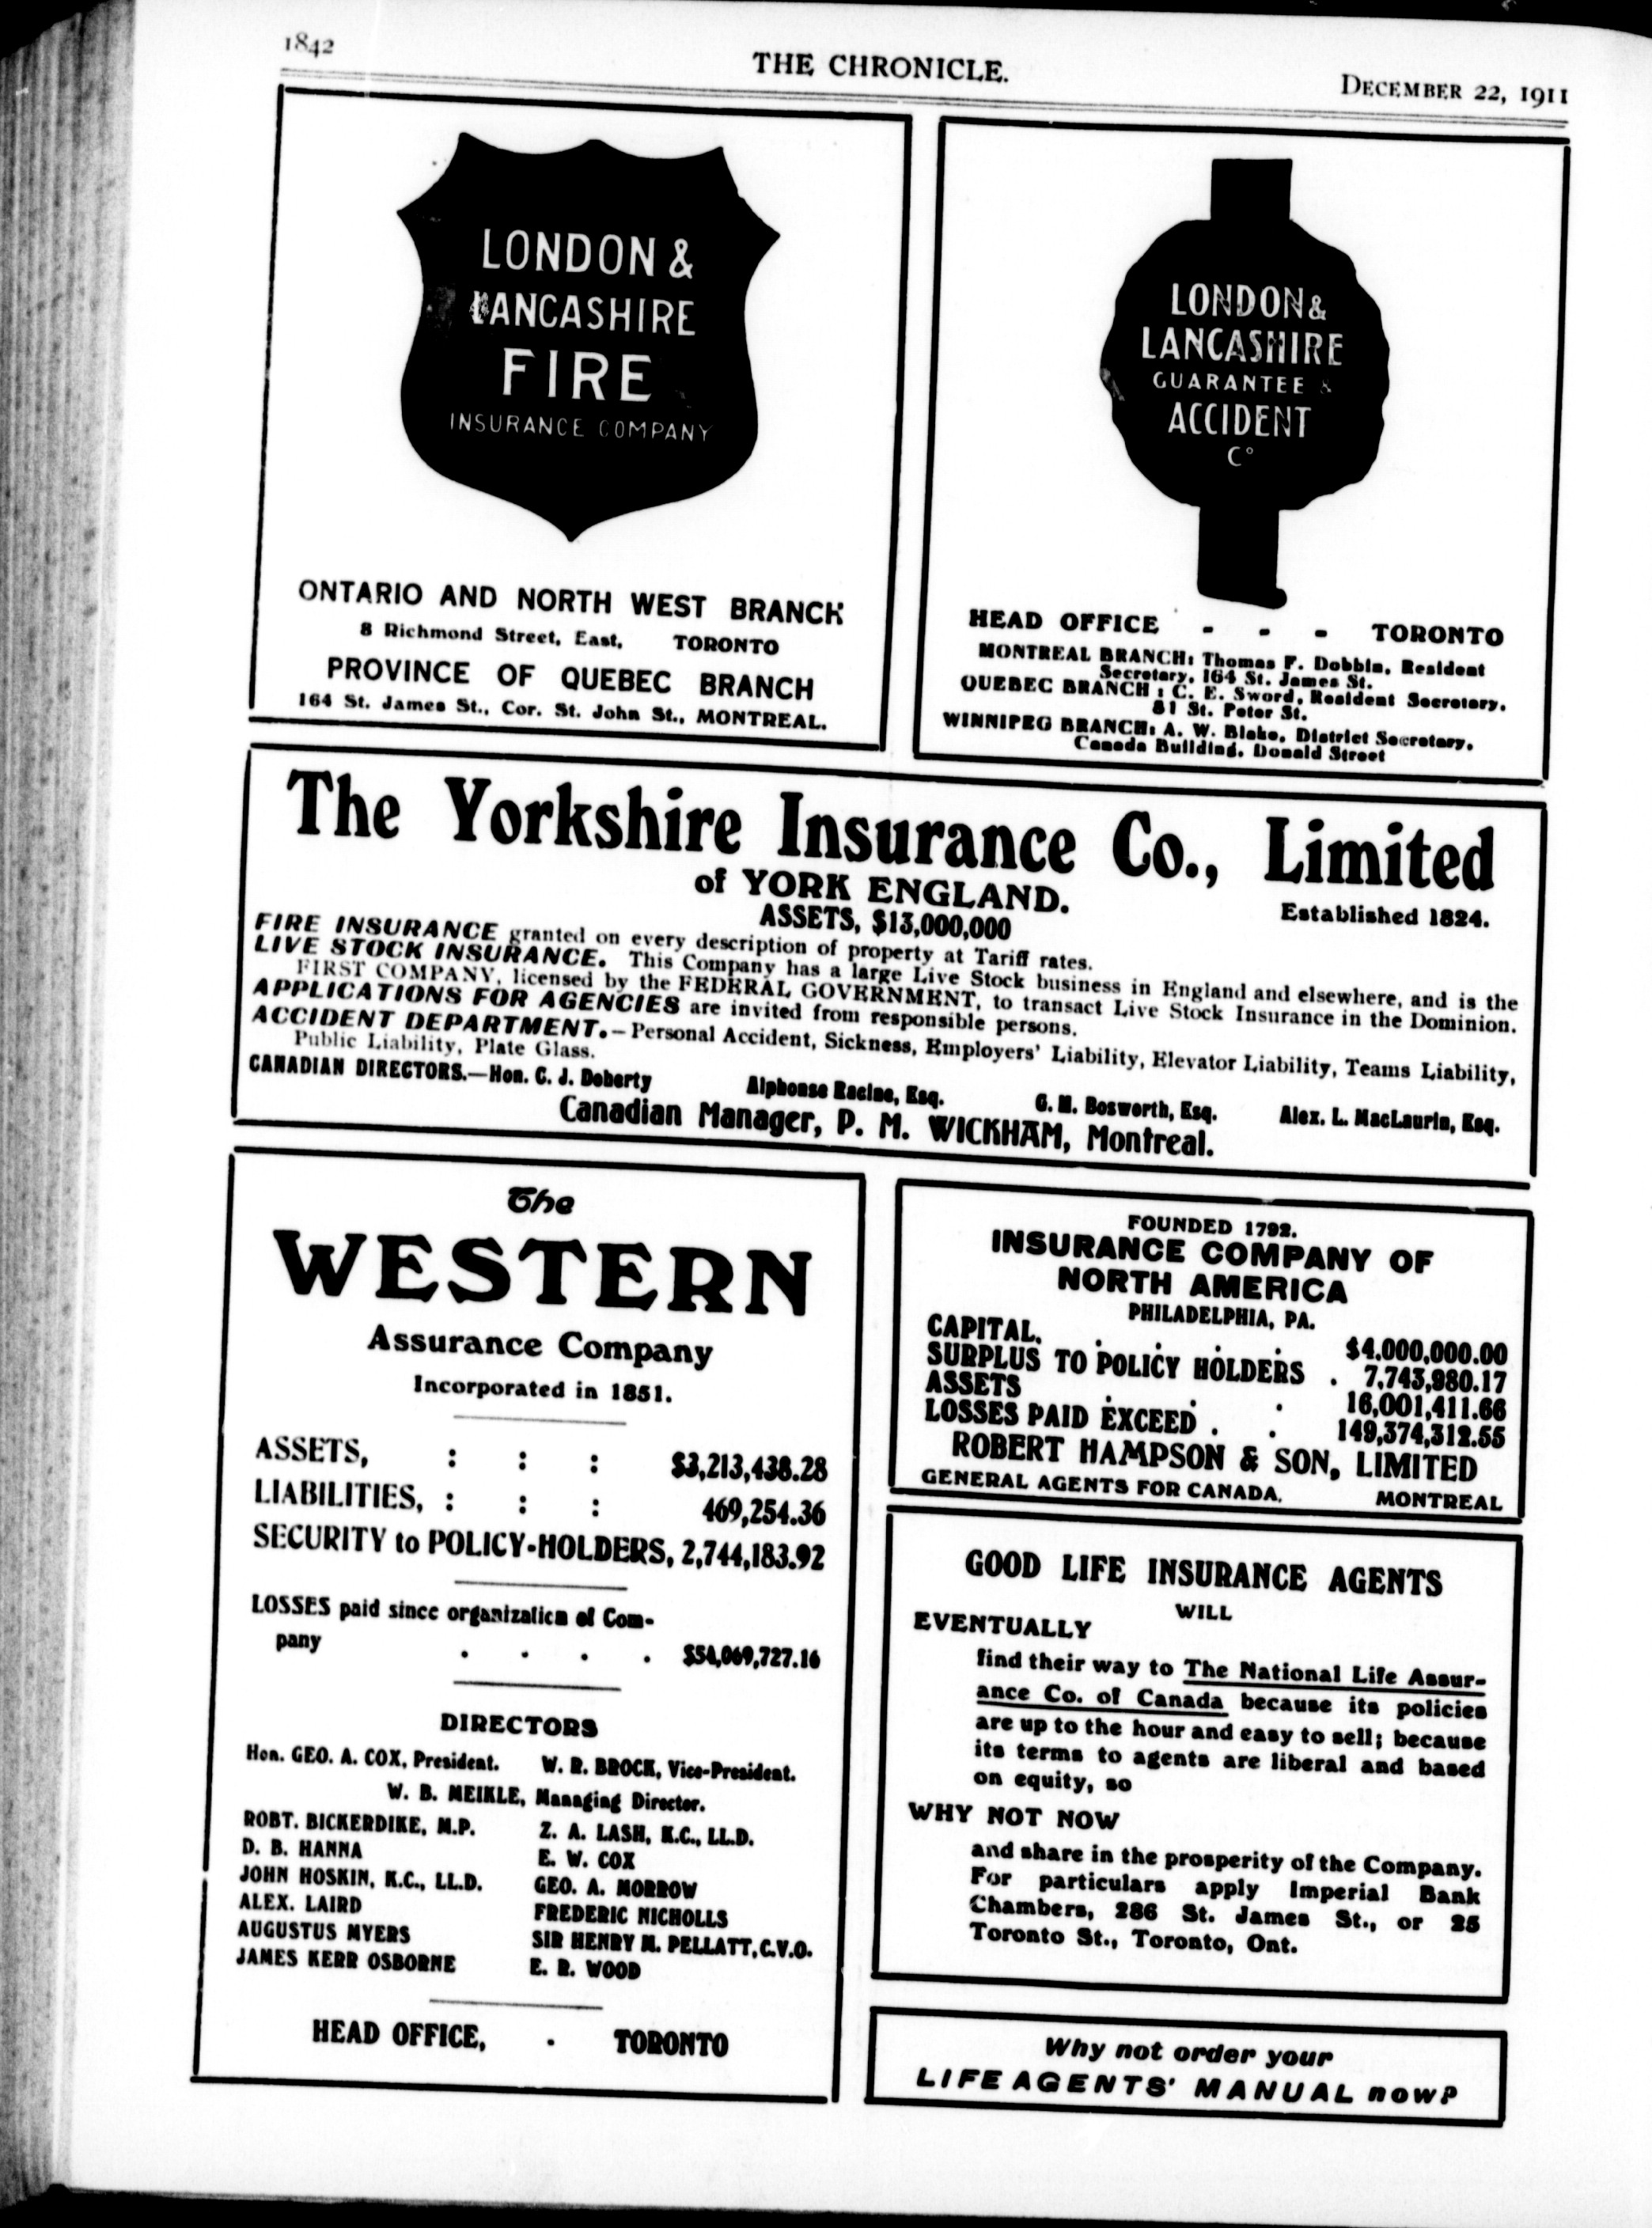 1842
THE CHRONICLE.
DECEMBER 22, 1911
LONDON &
LANCASHIRE
FIRE
INSURANCE COMPANY
ONTARIO AND NORTH WEST BRANCH
8 Richmond Street, East, TORONTO
PROVINCE OF QUEBEC BRANCH
164 St. James St., Cor. St. John St., MONTREAL.
LONDON &
LANCASHIRE
GUARANTEE &
ACCIDENT
Co
HEAD OFFICE - - - TORONTO
MONTREAL BRANCH: Thomas F. Dobbin, Resident
Secretary, 164 St. James St.
QUEBEC BRANCH : C. E. Sword, Resident Secretary,
81 St. Peter St.
WINNIPEG BRANCH: A. W. Blake, District Secretary,
Canada Building, Donald Street
The Yorkshire Insurance Co., Limited
of YORK ENGLAND.
Established 1824.
ASSETS, $13,000,000
FIRE INSURANCE granted on every description of property at Tariff rates.
LIVE STOCK INSURANCE. This Company has a large Live Stock business in England and elsewhere, and is the
FIRST COMPANY, licensed by the FEDERAL GOVERNMENT, to transact Live Stock Insurance in the Dominion.
APPLICATIONS FOR AGENCIES are invited from responsible persons.
ACCIDENT DEPARTMENT.—Personal Accident, Sickness, Employers' Liability, Elevator Liability, Teams Liability,
Public Liability, Plate Glass.
CANADIAN DIRECTORS.—Hon. C. J. Doherty Alphonse Racine, Esq. G. M. Bosworth, Esq. Alex. L. MacLaurin, Esq.
Canadian Manager, P. M. WICKHAM, Montreal.
The
WESTERN
Assurance Company
Incorporated in 1851.
ASSETS, : : : $3,213,438.28
LIABILITIES, : : : 469,254.36
SECURITY to POLICY-HOLDERS, 2,744,183.92
LOSSES paid since organization of Com-
pany . . . . $54,069,727.16
DIRECTORS
Hon. GEO. A. COX, President. W. R. BROCK, Vice-President.
W. B. MEIKLE, Managing Director.
ROBT. BICKERDIKE, M.P. Z. A. LASH, K.C., LL.D.
D. B. HANNA E. W. COX
JOHN HOSKIN, K.C., LL.D. GEO. A. MORROW
ALEX. LAIRD FREDERIC NICHOLLS
AUGUSTUS MYERS SIR HENRY M. PELLATT, C.V.O.
JAMES KERR OSBORNE E. R. WOOD
HEAD OFFICE, . TORONTO
FOUNDED 1792.
INSURANCE COMPANY OF
NORTH AMERICA
PHILADELPHIA, PA.
CAPITAL, . . . . $4,000,000.00
SURPLUS TO POLICY HOLDERS . 7,743,980.17
ASSETS . . . 16,001,411.66
LOSSES PAID EXCEED . . 149,374,312.55
ROBERT HAMPSON & SON, LIMITED
GENERAL AGENTS FOR CANADA. MONTREAL
GOOD LIFE INSURANCE AGENTS
WILL
EVENTUALLY
find their way to The National Life Assur-
ance Co. of Canada because its policies
are up to the hour and easy to sell; because
its terms to agents are liberal and based
on equity, so
WHY NOT NOW
and share in the prosperity of the Company.
For particulars apply Imperial Bank
Chambers, 286 St. James St., or 25
Toronto St., Toronto, Ont.
Why not order your
LIFE AGENTS' MANUAL now?